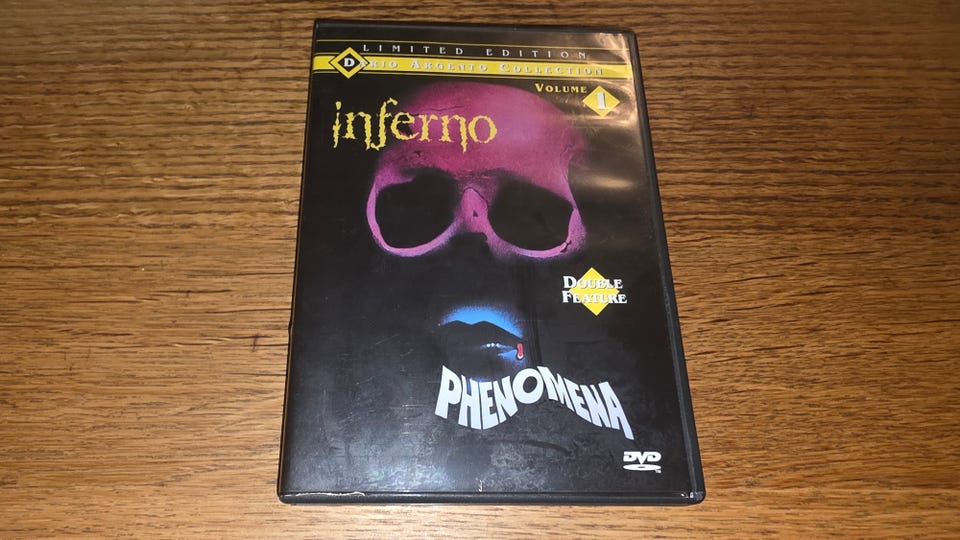 LIMITED EDITION
DARIO ARGENTO COLLECTION
VOLUME 1
inferno
DOUBLE
FEATURE
PHENOMENA
DVD